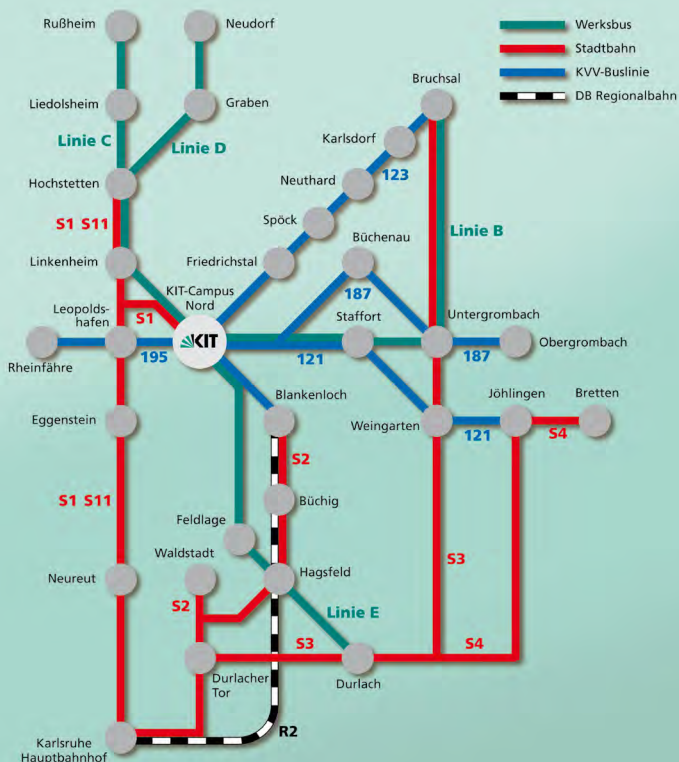 Rußheim
Neudorf
Werksbus
Stadtbahn
KVV-Buslinie
DB Regionalbahn
Bruchsal
Liedolsheim
Graben
Linie C
Linie D
Karlsdorf
123
Neuthard
Hochstetten
Spöck
S1 S11
Büchenau
Linie B
Linkenheim
Friedrichstal
KIT-Campus
Nord
187
Leopolds-
hafen
S1
Staffort
Untergrombach
KIT
195
121
187
Obergrombach
Rheinfähre
Blankenloch
Jöhlingen
Bretten
Eggenstein
Weingarten
121
S4
S2
S1 S11
Büchig
Feldlage
Waldstadt
S3
Neureut
Hagsfeld
S2
Linie E
S3
S4
Durlacher
Tor
Durlach
R2
Karlsruhe
Hauptbahnhof